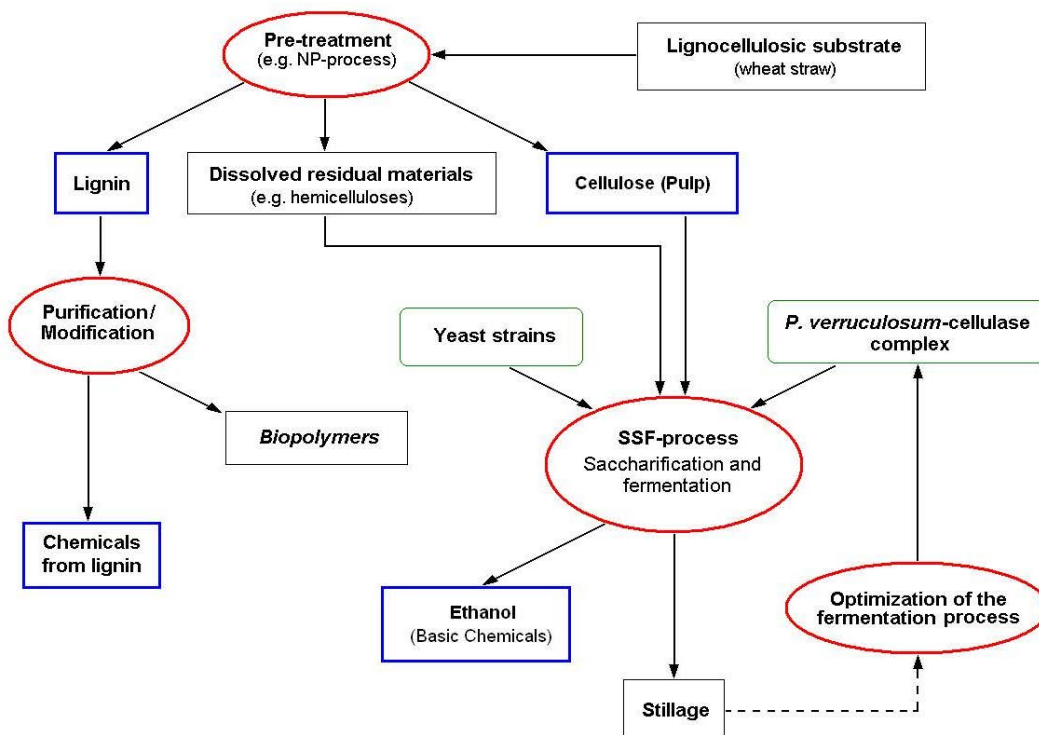 Pre-treatment
(e.g. NP-process)
Lignocellulosic substrate
(wheat straw)
Lignin
Dissolved residual materials
(e.g. hemicelluloses)
Cellulose (Pulp)
Purification/
Modification
Yeast strains
P. verruculosum-cellulase
complex
Biopolymers
SSF-process
Saccharification and
fermentation
Chemicals
from lignin
Ethanol
(Basic Chemicals)
Optimization of the
fermentation process
Stillage